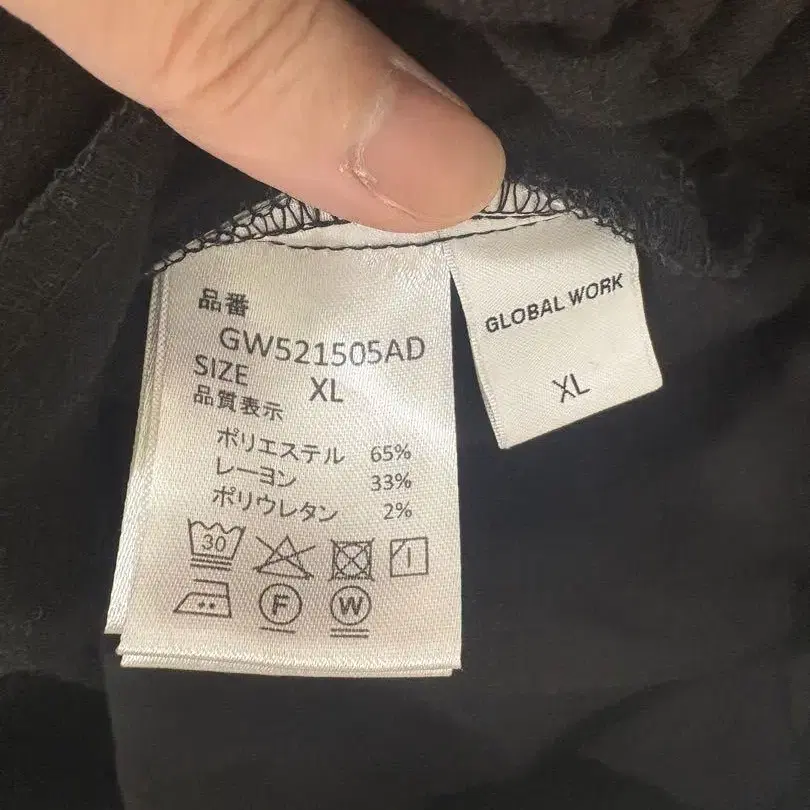 品番
GW521505AD
SIZE XL
品質表示
ポリエステル 65%
レーヨン 33%
ポリウレタン 2%
30
F W
GLOBAL WORK
XL